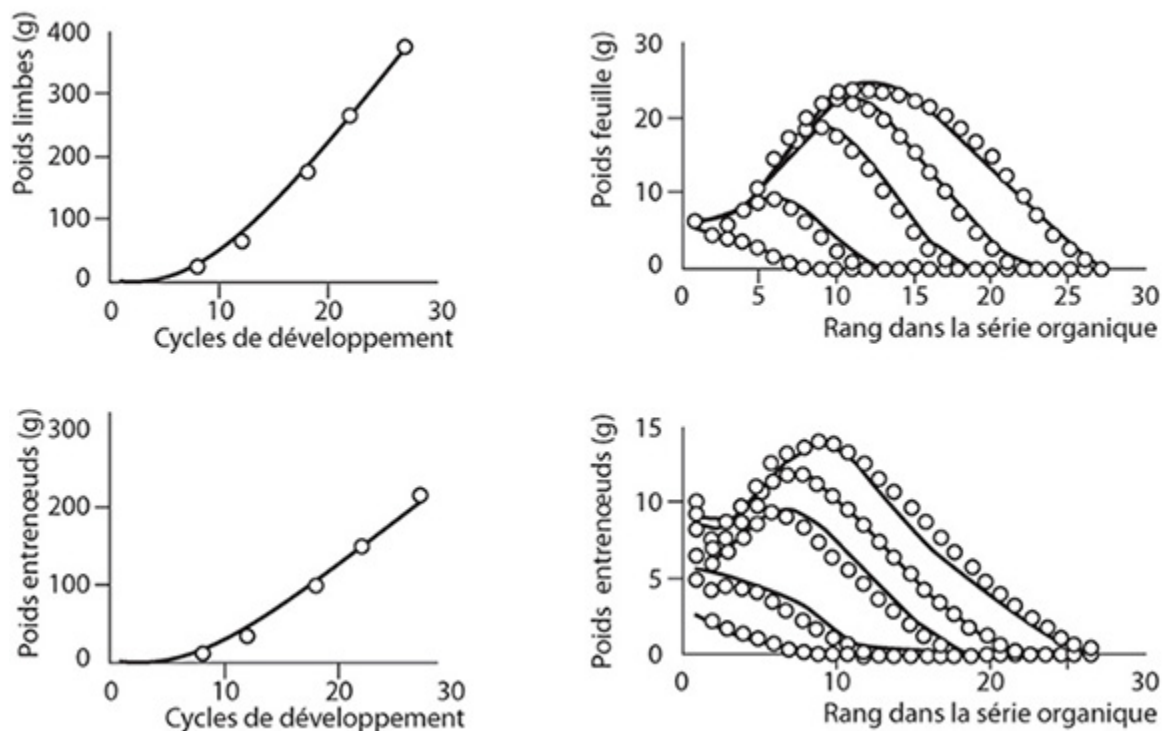 Poids limbes (g)
400
300
200
100
0
0 10 20 30
Cycles de développement
Poids feuille (g)
30
20
10
0
0 5 10 15 20 25 30
Rang dans la série organique
Poids entrenœuds (g)
300
200
100
0
0 10 20 30
Cycles de développement
Poids entrenœuds (g)
15
10
5
0
0 10 20 30
Rang dans la série organique